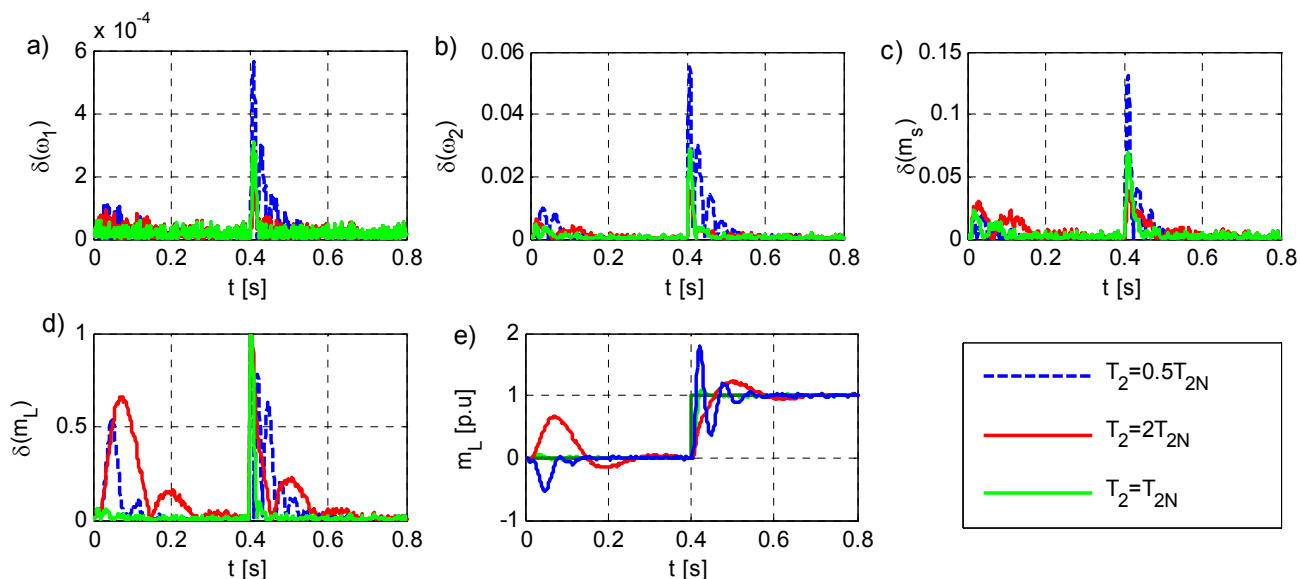 a)
x 10⁻⁴
6
4
2
0
δ(ω₁)
0 0.2 0.4 0.6 0.8
t [s]
b)
0.06
0.04
0.02
0
δ(ω₂)
0 0.2 0.4 0.6 0.8
t [s]
c)
0.15
0.1
0.05
0
δ(mₛ)
0 0.2 0.4 0.6 0.8
t [s]
d)
1
0.5
0
δ(m_L)
0 0.2 0.4 0.6 0.8
t [s]
e)
2
1
0
-1
m_L [p.u]
0 0.2 0.4 0.6 0.8
t [s]
T₂=0.5T₂N
T₂=2T₂N
T₂=T₂N